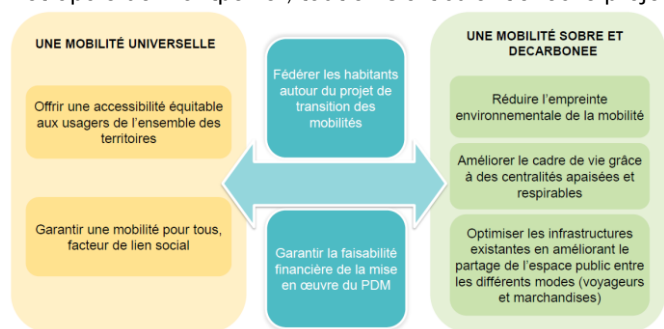 UNE MOBILITÉ UNIVERSELLE
Offrir une accessibilité équitable
aux usagers de l'ensemble des
territoires
Garantir une mobilité pour tous,
facteur de lien social
Fédérer les habitants
autour du projet de
transition des
mobilités
Garantir la faisabilité
financière de la mise
en œuvre du PDM
UNE MOBILITÉ SOBRE ET
DECARBONEE
Réduire l'empreinte
environnementale de la mobilité
Améliorer le cadre de vie grâce
à des centralités apaisées et
respirables
Optimiser les infrastructures
existantes en améliorant le
partage de l'espace public entre
les différents modes (voyageurs
et marchandises)